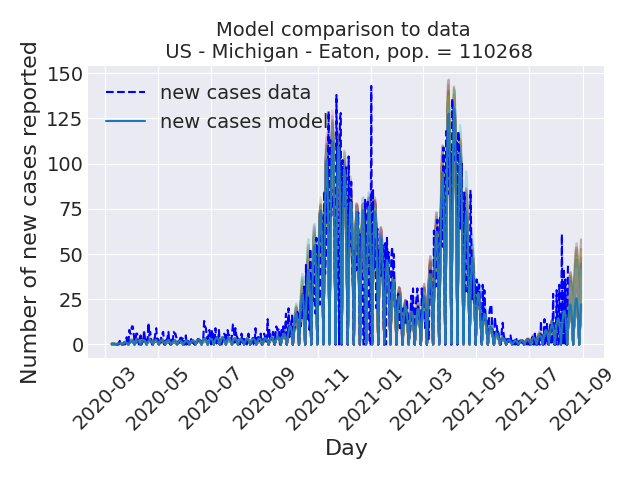 Model comparison to data
US - Michigan - Eaton, pop. = 110268
Number of new cases reported
150
125
100
75
50
25
0
new cases data
new cases model
2020-03
2020-05
2020-07
2020-09
2020-11
2021-01
2021-03
2021-05
2021-07
2021-09
Day